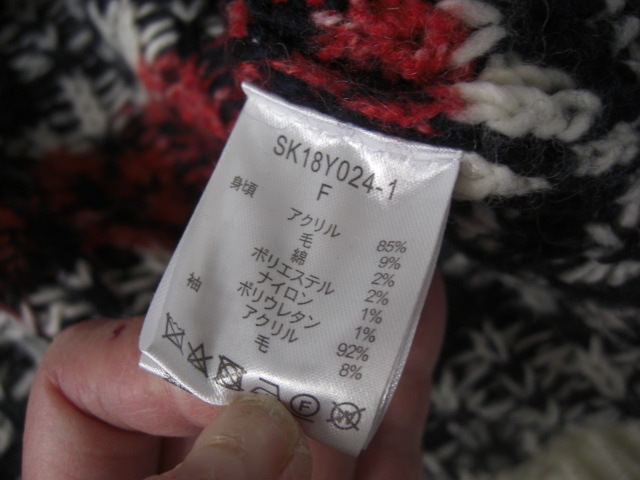 SK18Y024-1
F
身頃 アクリル 85%
毛 9%
綿 2%
ポリエステル 2%
ナイロン 1%
ポリウレタン 1%
袖 アクリル 92%
毛 8%
F
W